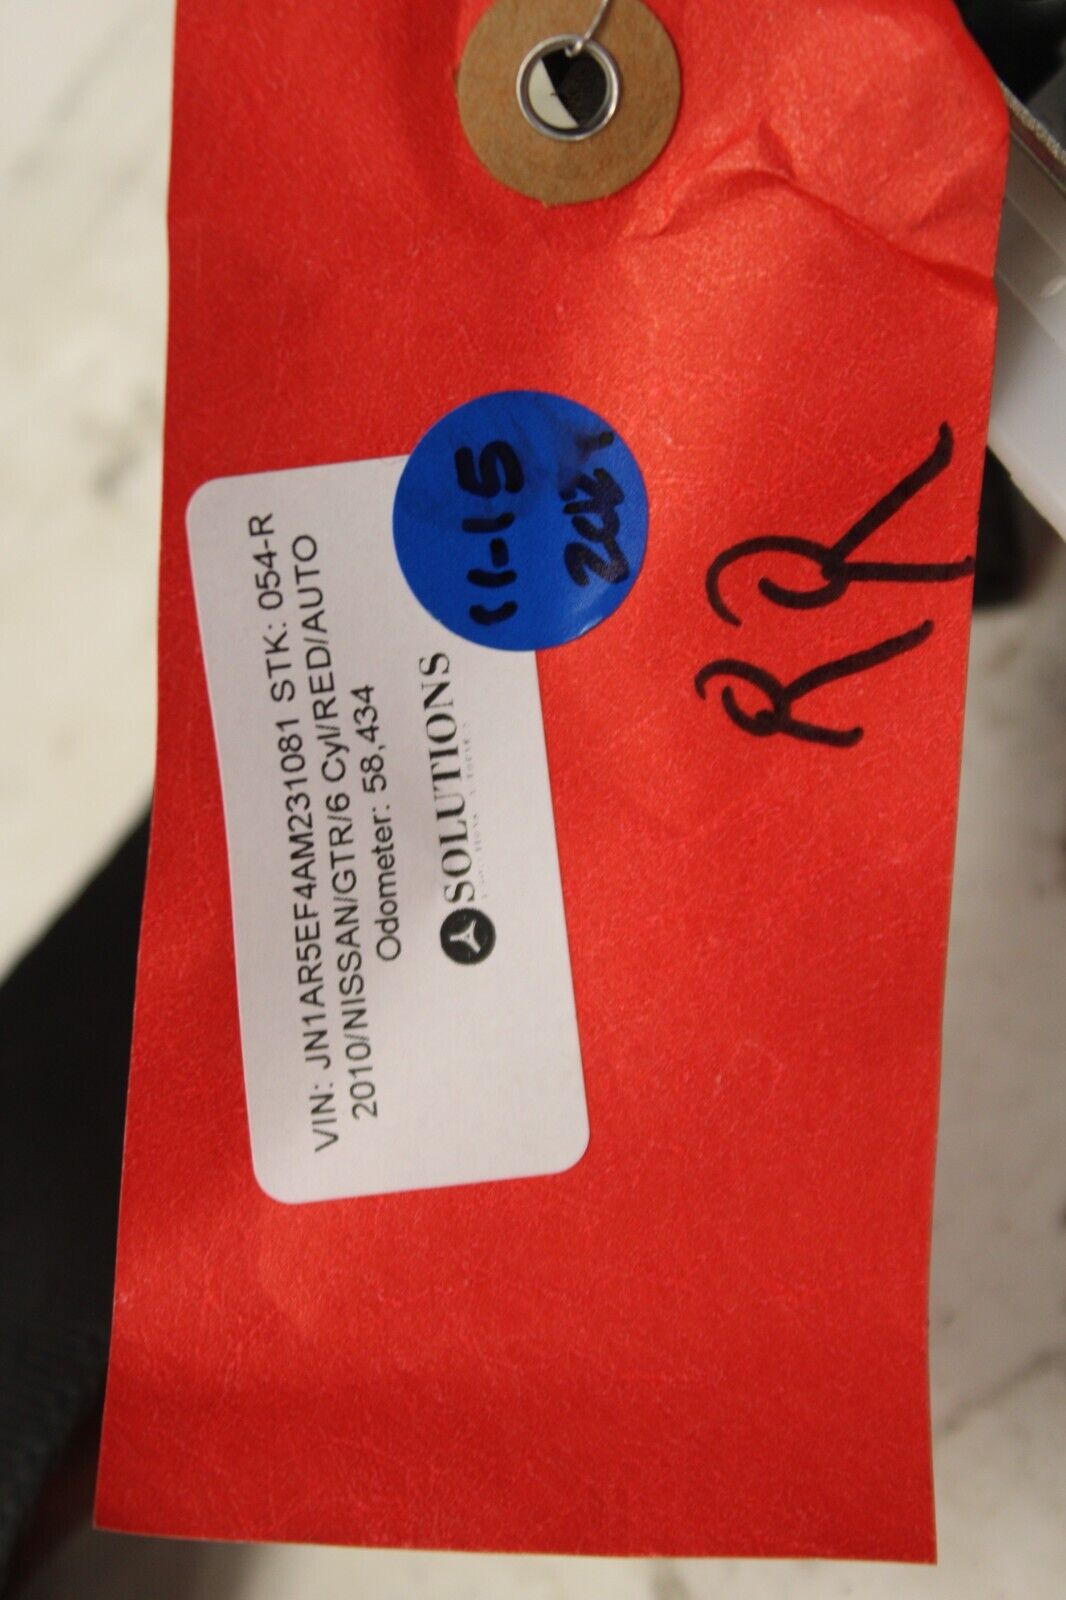 VIN: JN1AR5EF4AM231081 STK: 054-R
2010/NISSAN/GTR/6 Cyl/RED/AUTO
Odometer: 58,434
SOLUTIONS
11-15
RR